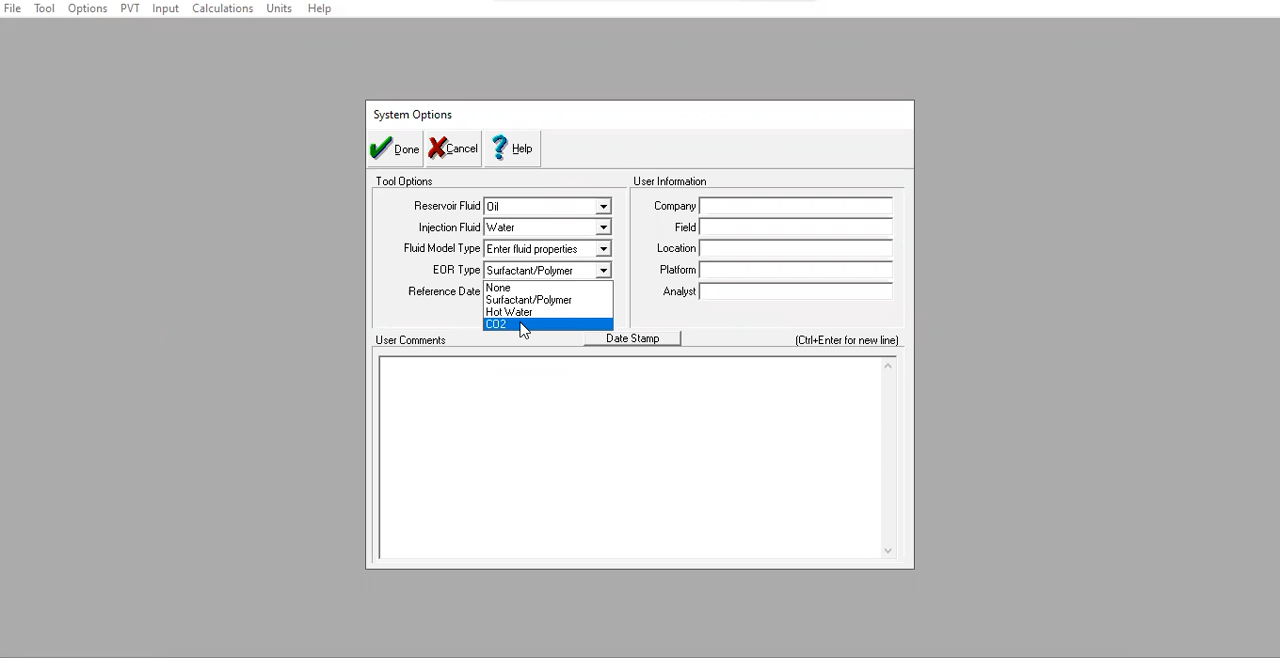 File Tool Options PVT Input Calculations Units Help
System Options
Done Cancel Help
Tool Options User Information
Reservoir Fluid Oil Company
Injection Fluid Water Field
Fluid Model Type Enter fluid properties Location
EOR Type Surfactant/Polymer Platform
None
Reference Date Analyst
Surfactant/Polymer
Hot Water
CO2
User Comments Date Stamp (Ctrl+Enter for new line)